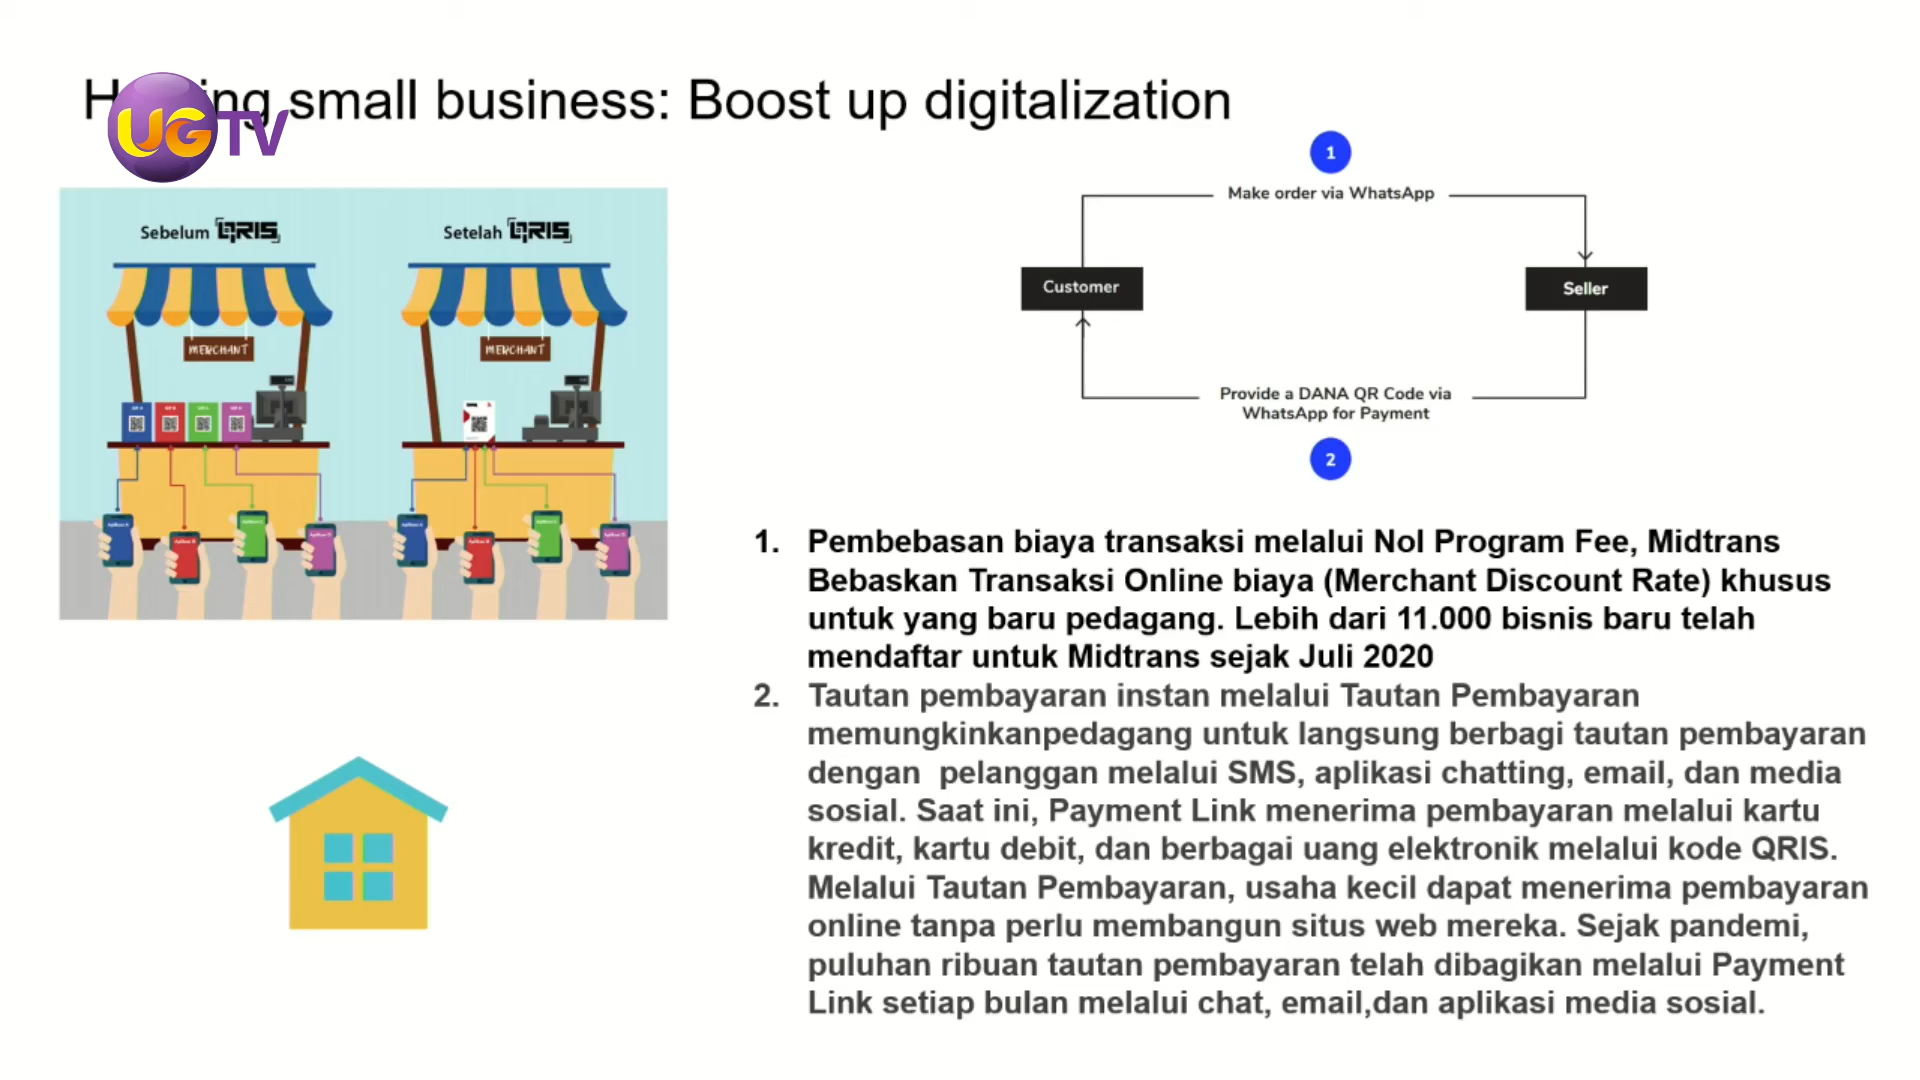 small business: Boost up digitalization
UGTV
Sebelum QRIS
Setelah QRIS
MERCHANT
MERCHANT
1
Make order via WhatsApp
Customer
Seller
Provide a DANA QR Code via
WhatsApp for Payment
2
1. Pembebasan biaya transaksi melalui Nol Program Fee, Midtrans
Bebaskan Transaksi Online biaya (Merchant Discount Rate) khusus
untuk yang baru pedagang. Lebih dari 11.000 bisnis baru telah
mendaftar untuk Midtrans sejak Juli 2020
2. Tautan pembayaran instan melalui Tautan Pembayaran
memungkinkanpedagang untuk langsung berbagi tautan pembayaran
dengan  pelanggan melalui SMS, aplikasi chatting, email, dan media
sosial. Saat ini, Payment Link menerima pembayaran melalui kartu
kredit, kartu debit, dan berbagai uang elektronik melalui kode QRIS.
Melalui Tautan Pembayaran, usaha kecil dapat menerima pembayaran
online tanpa perlu membangun situs web mereka. Sejak pandemi,
puluhan ribuan tautan pembayaran telah dibagikan melalui Payment
Link setiap bulan melalui chat, email,dan aplikasi media sosial.